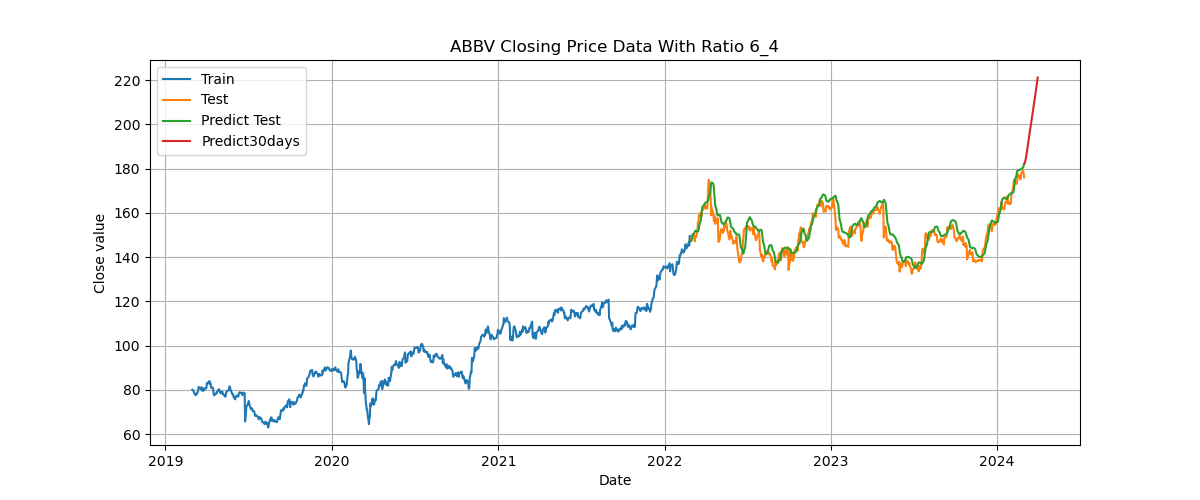 ABBV Closing Price Data With Ratio 6_4
Train
Test
Predict Test
Predict30days
Close value
220
200
180
160
140
120
100
80
60
2019
2020
2021
2022
2023
2024
Date